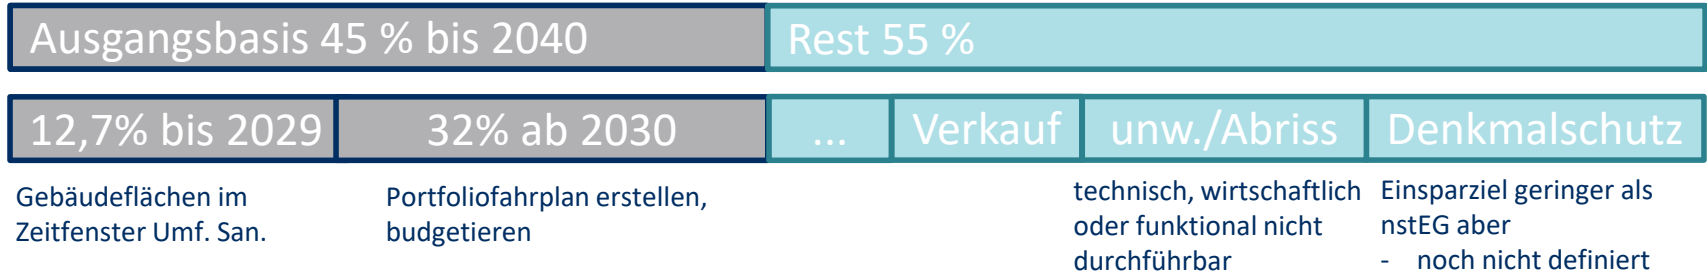 Ausgangsbasis 45 % bis 2040
Rest 55 %
12,7% bis 2029
32% ab 2030
...
Verkauf
unw./Abriss
Denkmalschutz
Gebäudeflächen im
Zeitfenster Umf. San.
Portfoliofahrplan erstellen,
budgetieren
technisch, wirtschaftlich
oder funktional nicht
durchführbar
Einsparziel geringer als
nstEG aber
- noch nicht definiert